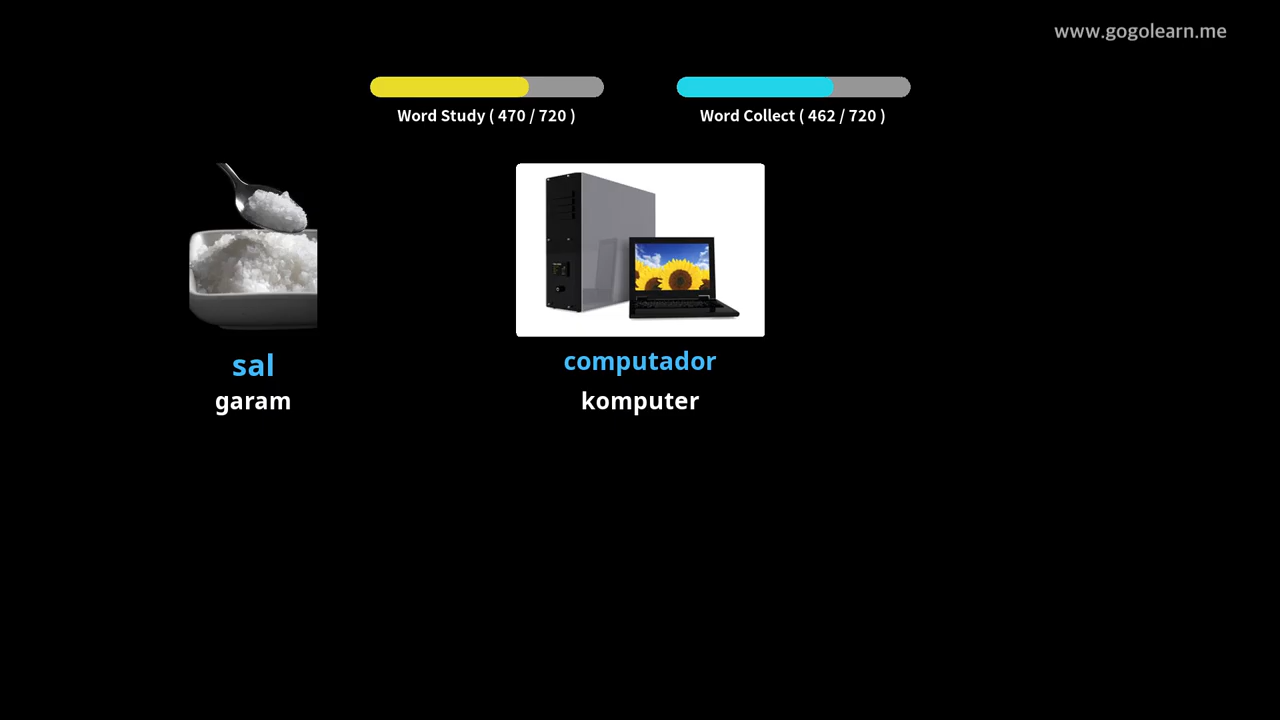 www.gogolearn.me
Word Study ( 470 / 720 )
Word Collect ( 462 / 720 )
sal
garam
computador
komputer